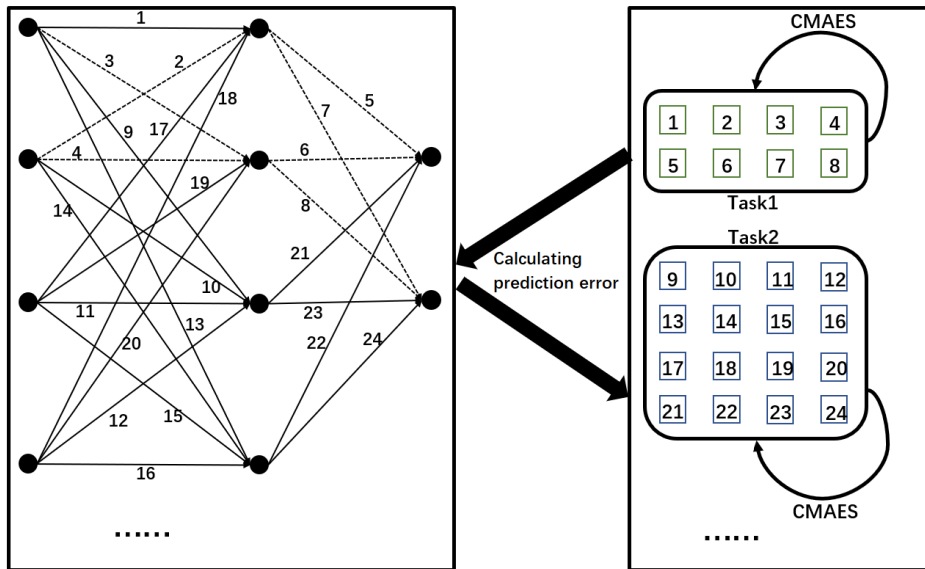 1
3
2
18
5
7
9
17
4
6
19
8
14
21
10
11
13
23
20
22
24
12
15
16
......
Calculating
prediction error
CMAES
1 2 3 4
5 6 7 8
Task1
Task2
9 10 11 12
13 14 15 16
17 18 19 20
21 22 23 24
CMAES
......